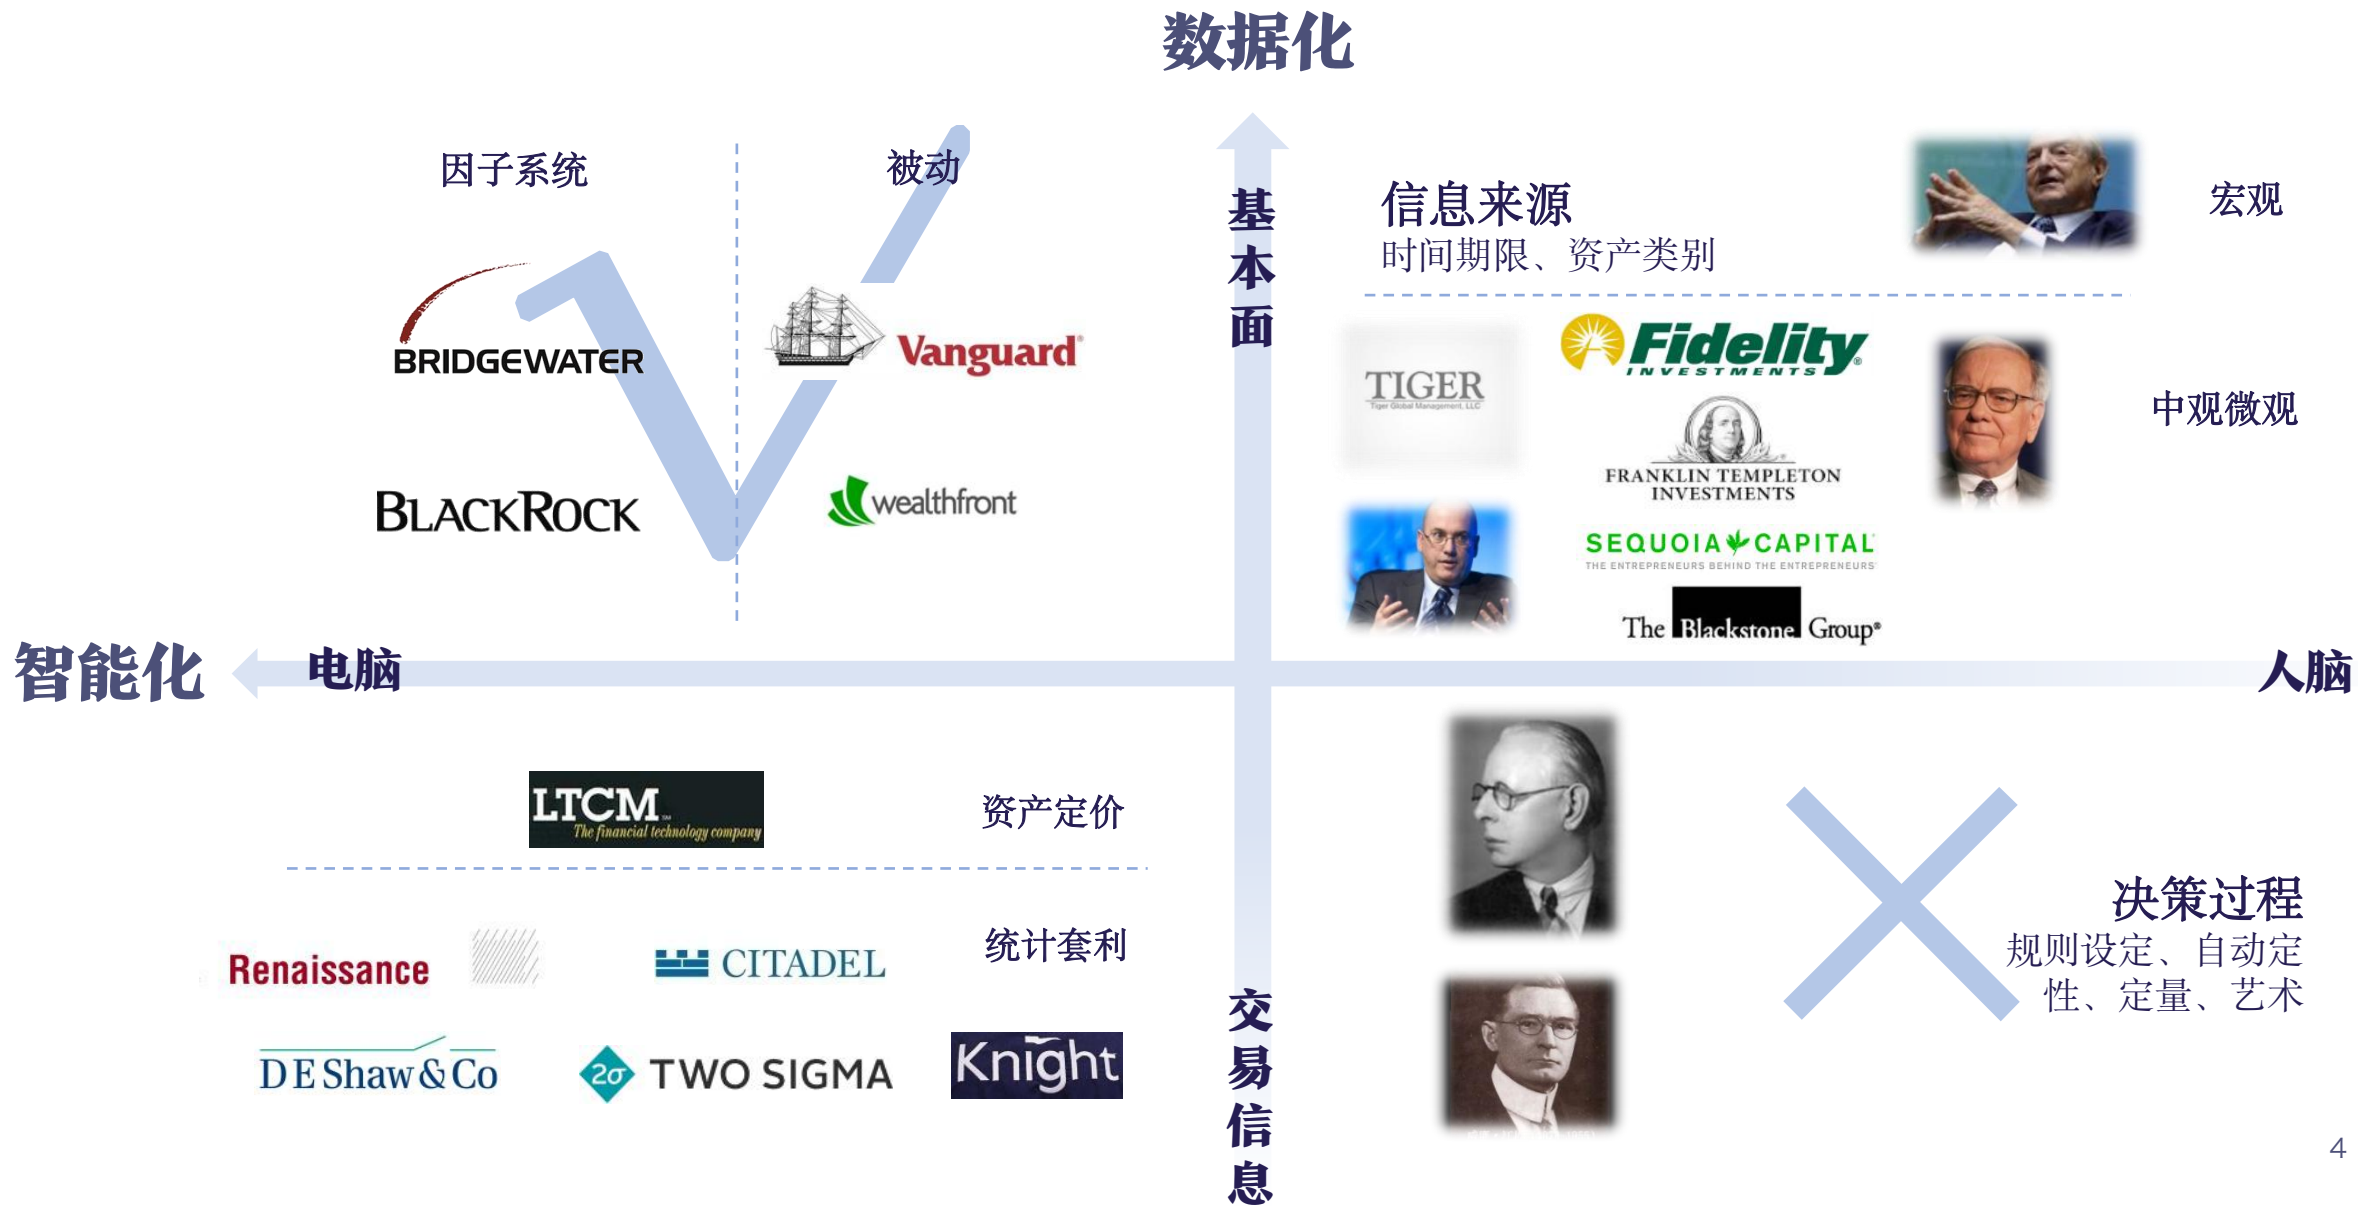 数据化
因子系统
被动
基本面
信息来源
时间期限、资产类别
宏观
BRIDGEWATER
Vanguard®
TIGER
Tiger Global Management, LLC
Fidelity®
INVESTMENTS
中观微观
FRANKLIN TEMPLETON
INVESTMENTS
BLACKROCK
wealthfront
SEQUOIA CAPITAL
THE ENTREPRENEURS BEHIND THE ENTREPRENEURS
The Blackstone Group®
智能化
电脑
人脑
LTCM
The financial technology company
资产定价
统计套利
Renaissance
CITADEL
DE Shaw & Co
2σ TWO SIGMA
Knight
交易信息
决策过程
规则设定、自动定
性、定量、艺术
4